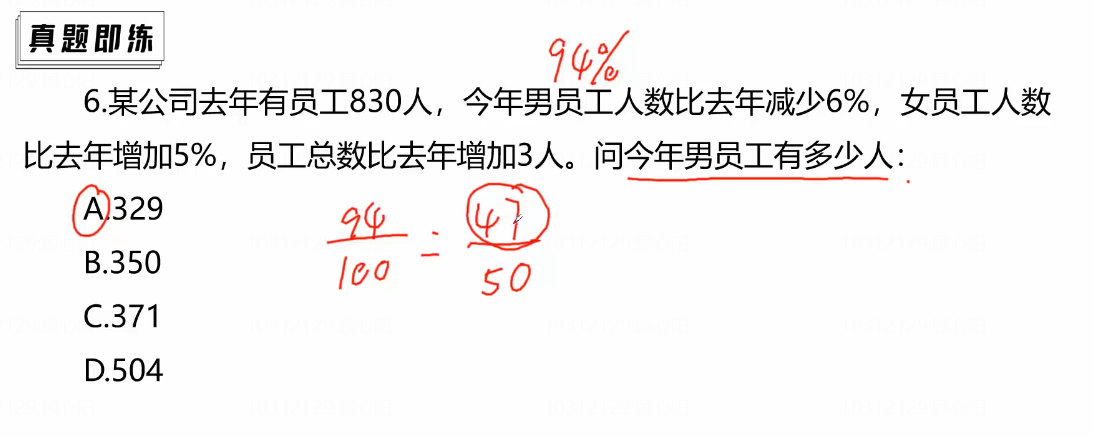 真题即练
94%
6.某公司去年有员工830人，今年男员工人数比去年减少6%，女员工人数
比去年增加5%，员工总数比去年增加3人。问今年男员工有多少人：
A.329
94/100 = 47/50
B.350
C.371
D.504